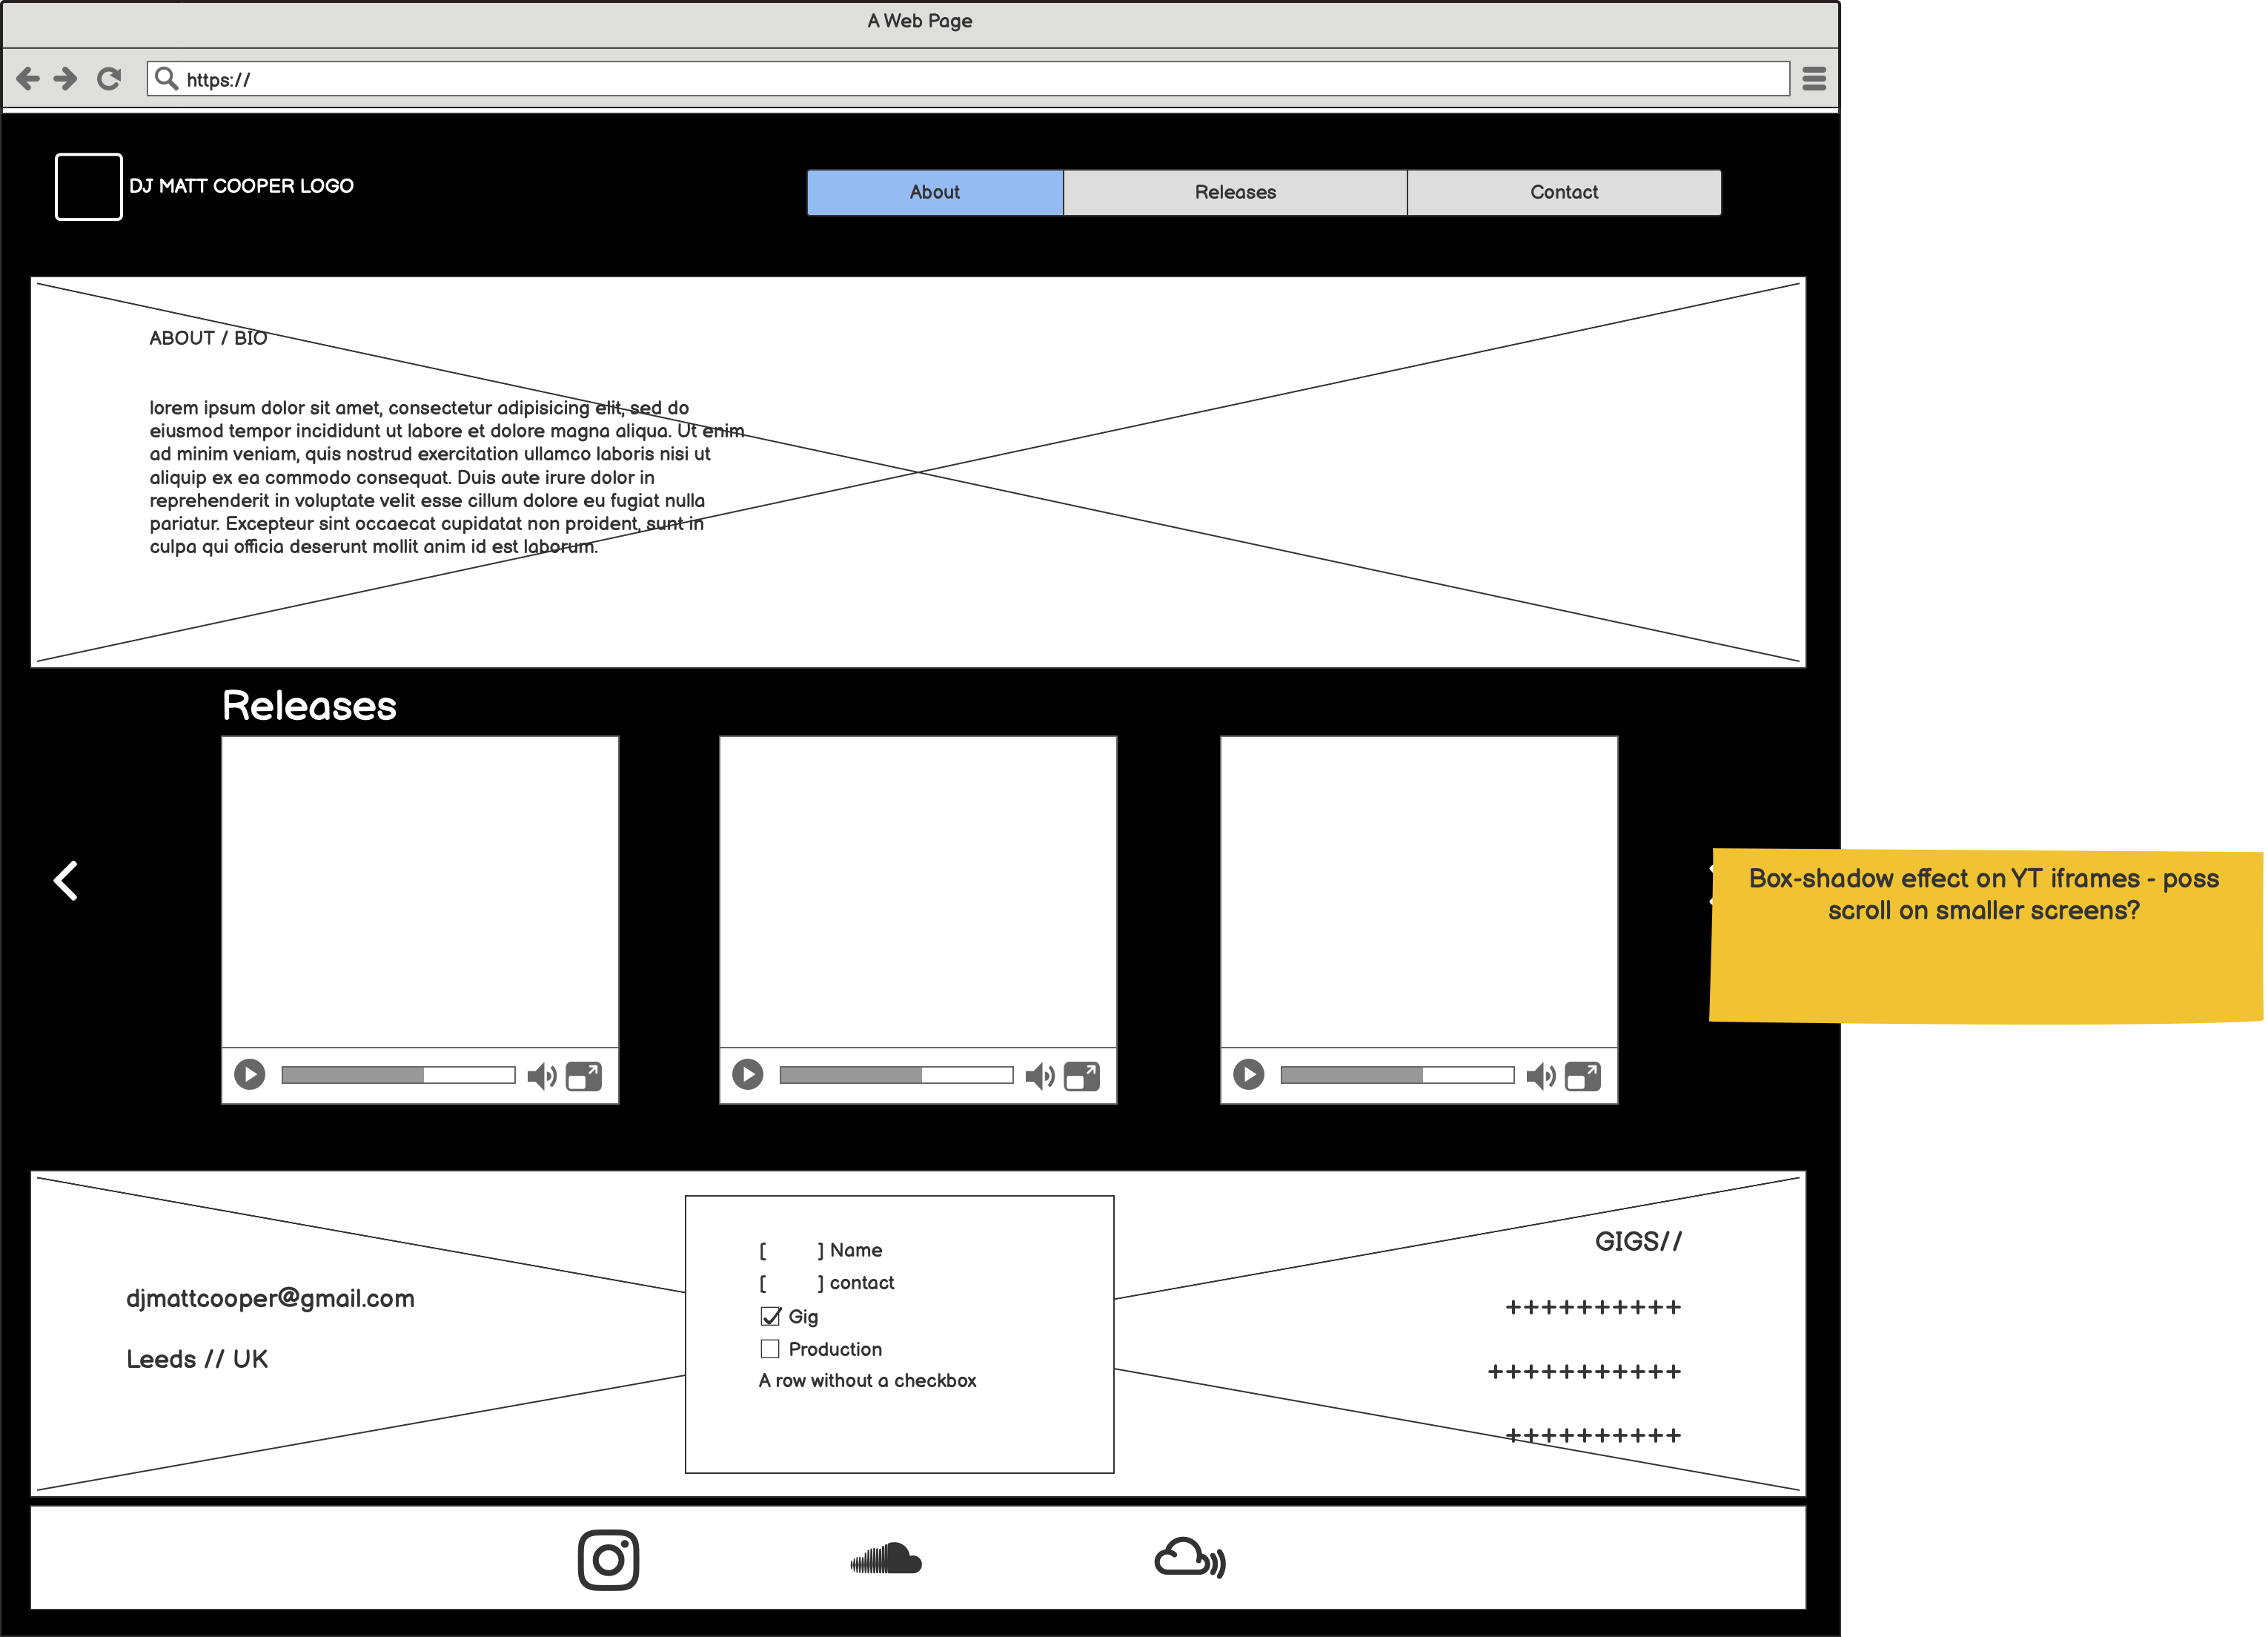 A Web Page
https://
DJ MATT COOPER LOGO
About
Releases
Contact
ABOUT / BIO
lorem ipsum dolor sit amet, consectetur adipisicing elit, sed do
eiusmod tempor incididunt ut labore et dolore magna aliqua. Ut enim
ad minim veniam, quis nostrud exercitation ullamco laboris nisi ut
aliquip ex ea commodo consequat. Duis aute irure dolor in
reprehenderit in voluptate velit esse cillum dolore eu fugiat nulla
pariatur. Excepteur sint occaecat cupidatat non proident, sunt in
culpa qui officia deserunt mollit anim id est laborum.
Releases
Box-shadow effect on YT iframes - poss
scroll on smaller screens?
djmattcooper@gmail.com
Leeds // UK
[ ] Name
[ ] contact
Gig
Production
A row without a checkbox
GIGS//
++++++++++
+++++++++++
++++++++++